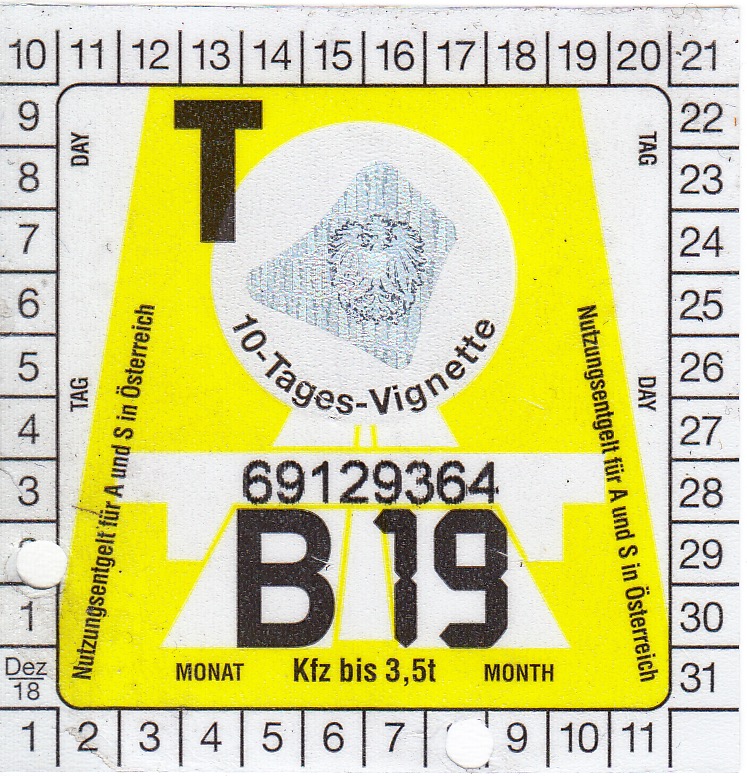 10 11 12 13 14 15 16 17 18 19 20 21
9 22
8 23
7 24
6 25
5 26
4 27
3 28
29
1 30
Dez
18
31
1 2 3 4 5 6 7 9 10 11
DAY
TAG
T
TAG
DAY
10-Tages-Vignette
Nutzungsentgelt für A und S in Österreich
Nutzungsentgelt für A und S in Österreich
69129364
B 19
MONAT Kfz bis 3,5t MONTH